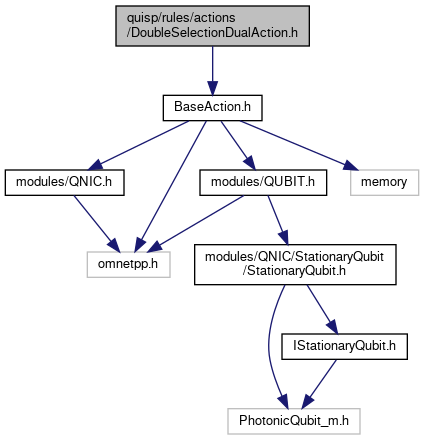 quisp/rules/actions
/DoubleSelectionDualAction.h
BaseAction.h
modules/QNIC.h
modules/QUBIT.h
memory
omnetpp.h
modules/QNIC/StationaryQubit
/StationaryQubit.h
IStationaryQubit.h
PhotonicQubit_m.h